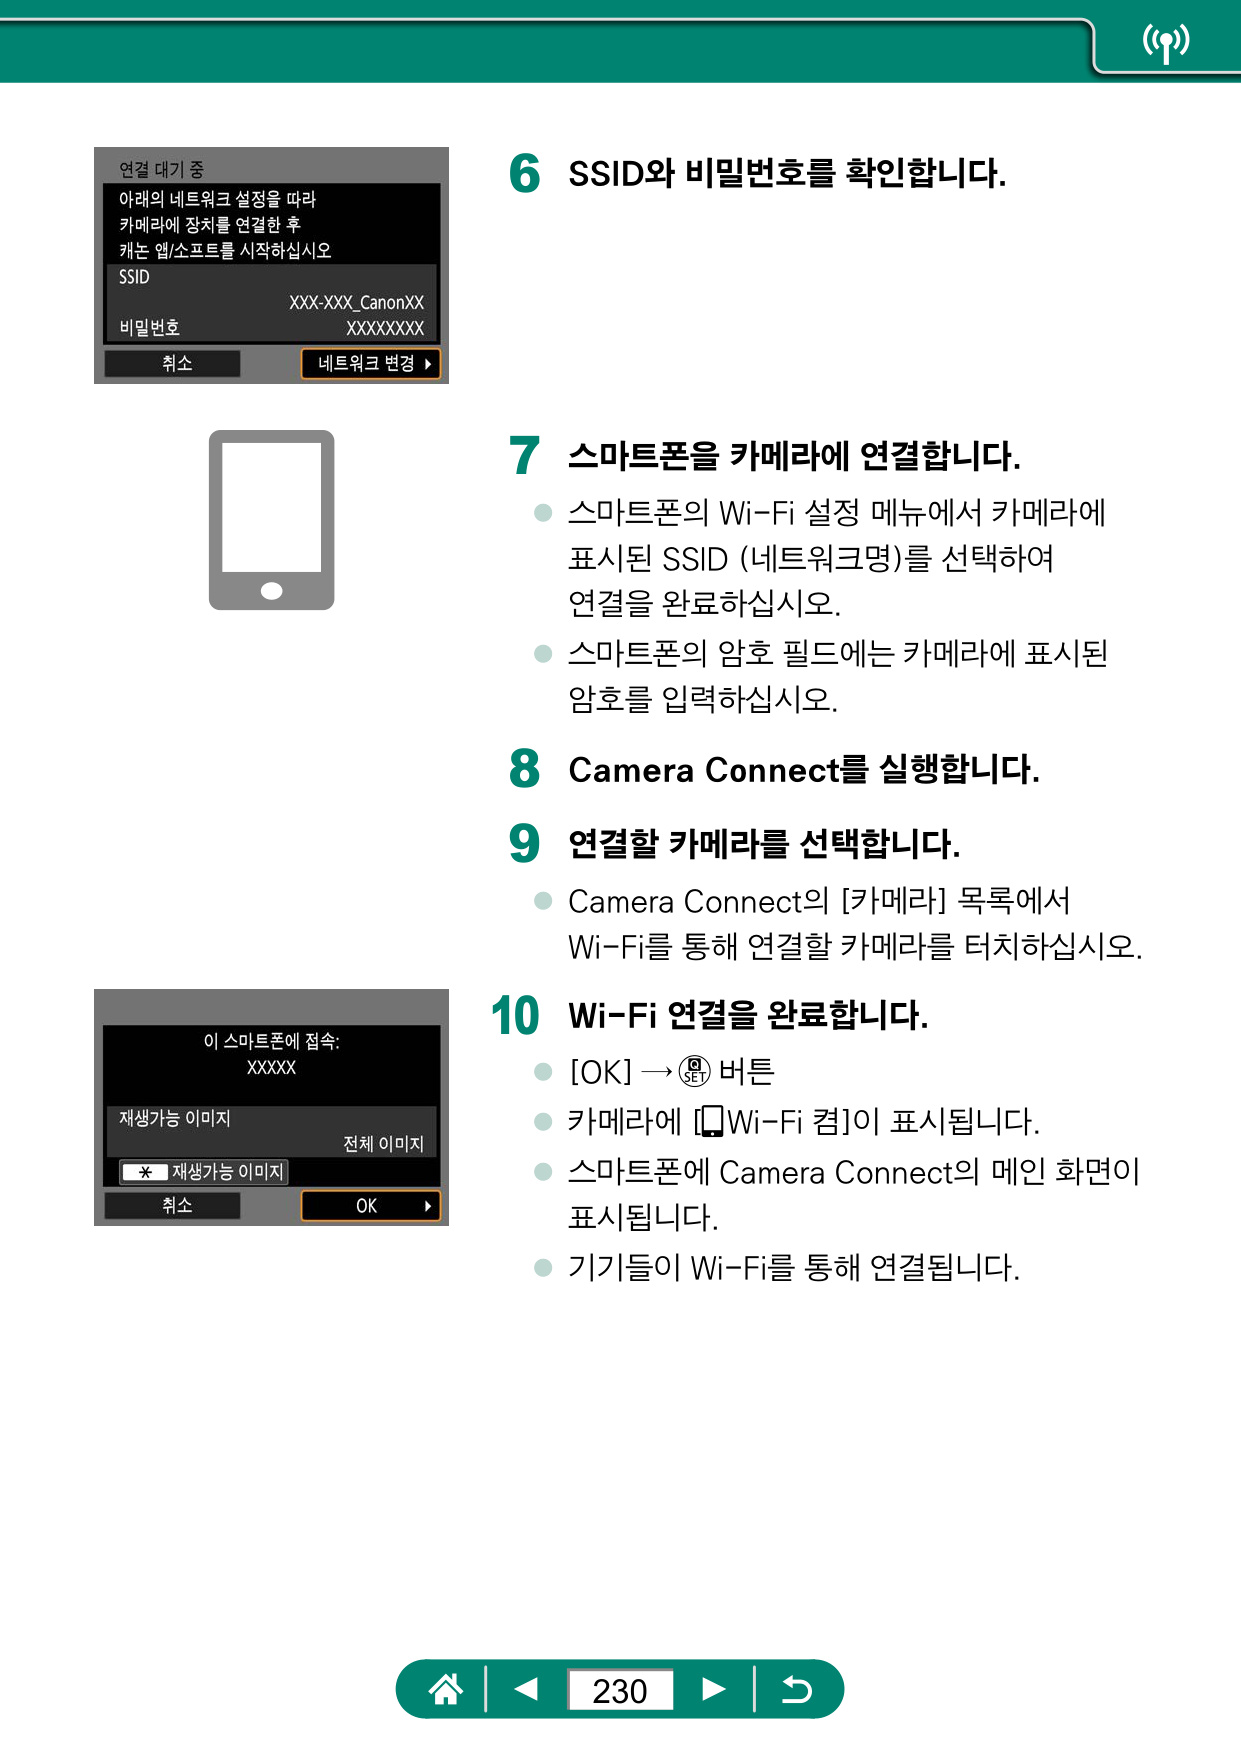 연결 대기 중
아래의 네트워크 설정을 따라
카메라에 장치를 연결한 후
캐논 앱/소프트를 시작하십시오
SSID
XXX-XXX_CanonXX
비밀번호 XXXXXXXX
취소 네트워크 변경
6 SSID와 비밀번호를 확인합니다.
7 스마트폰을 카메라에 연결합니다.
스마트폰의 Wi-Fi 설정 메뉴에서 카메라에
표시된 SSID (네트워크명)를 선택하여
연결을 완료하십시오.
스마트폰의 암호 필드에는 카메라에 표시된
암호를 입력하십시오.
8 Camera Connect를 실행합니다.
9 연결할 카메라를 선택합니다.
Camera Connect의 [카메라] 목록에서
Wi-Fi를 통해 연결할 카메라를 터치하십시오.
이 스마트폰에 접속:
XXXXX
재생가능 이미지
전체 이미지
* 재생가능 이미지
취소 OK
10 Wi-Fi 연결을 완료합니다.
[OK] → Q SET 버튼
카메라에 [Wi-Fi 켬]이 표시됩니다.
스마트폰에 Camera Connect의 메인 화면이
표시됩니다.
기기들이 Wi-Fi를 통해 연결됩니다.
230